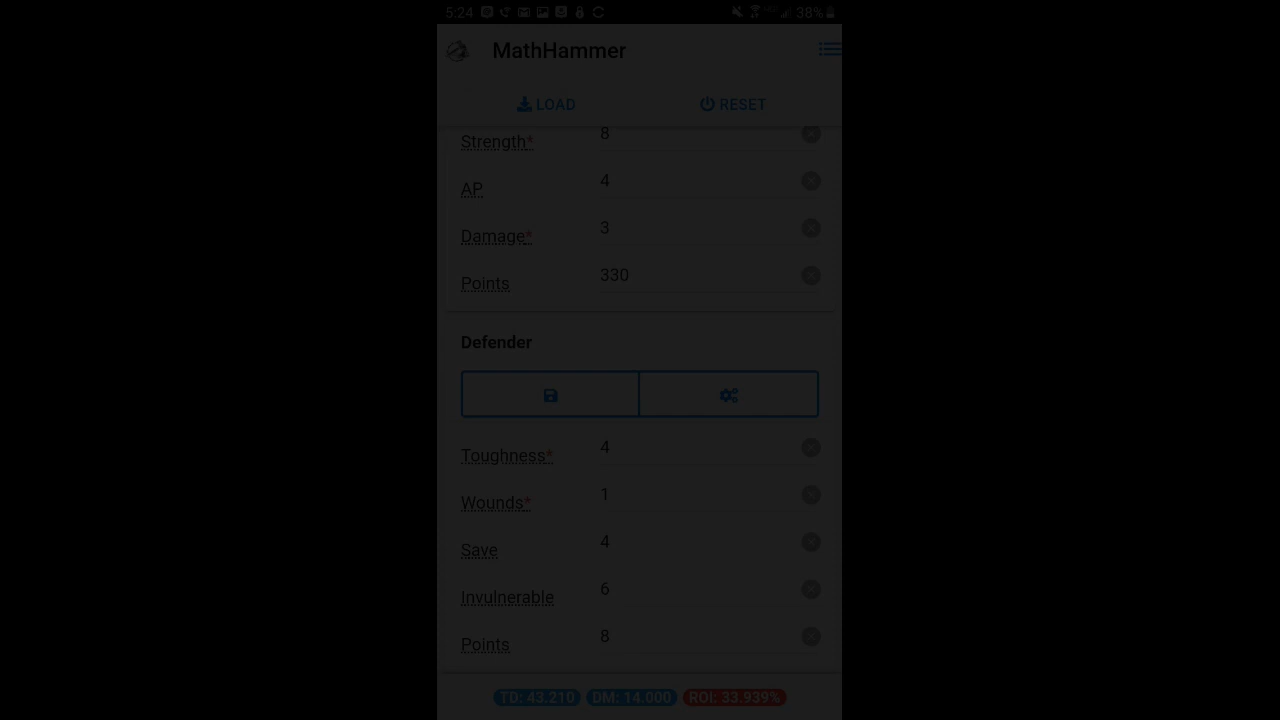 5:24 38%
MathHammer
LOAD RESET
Strength* 8
AP 4
Damage* 3
Points 330
Defender
Toughness* 4
Wounds* 1
Save 4
Invulnerable 6
Points 8
TD: 43.210 DM: 14.000 ROI: 33.939%